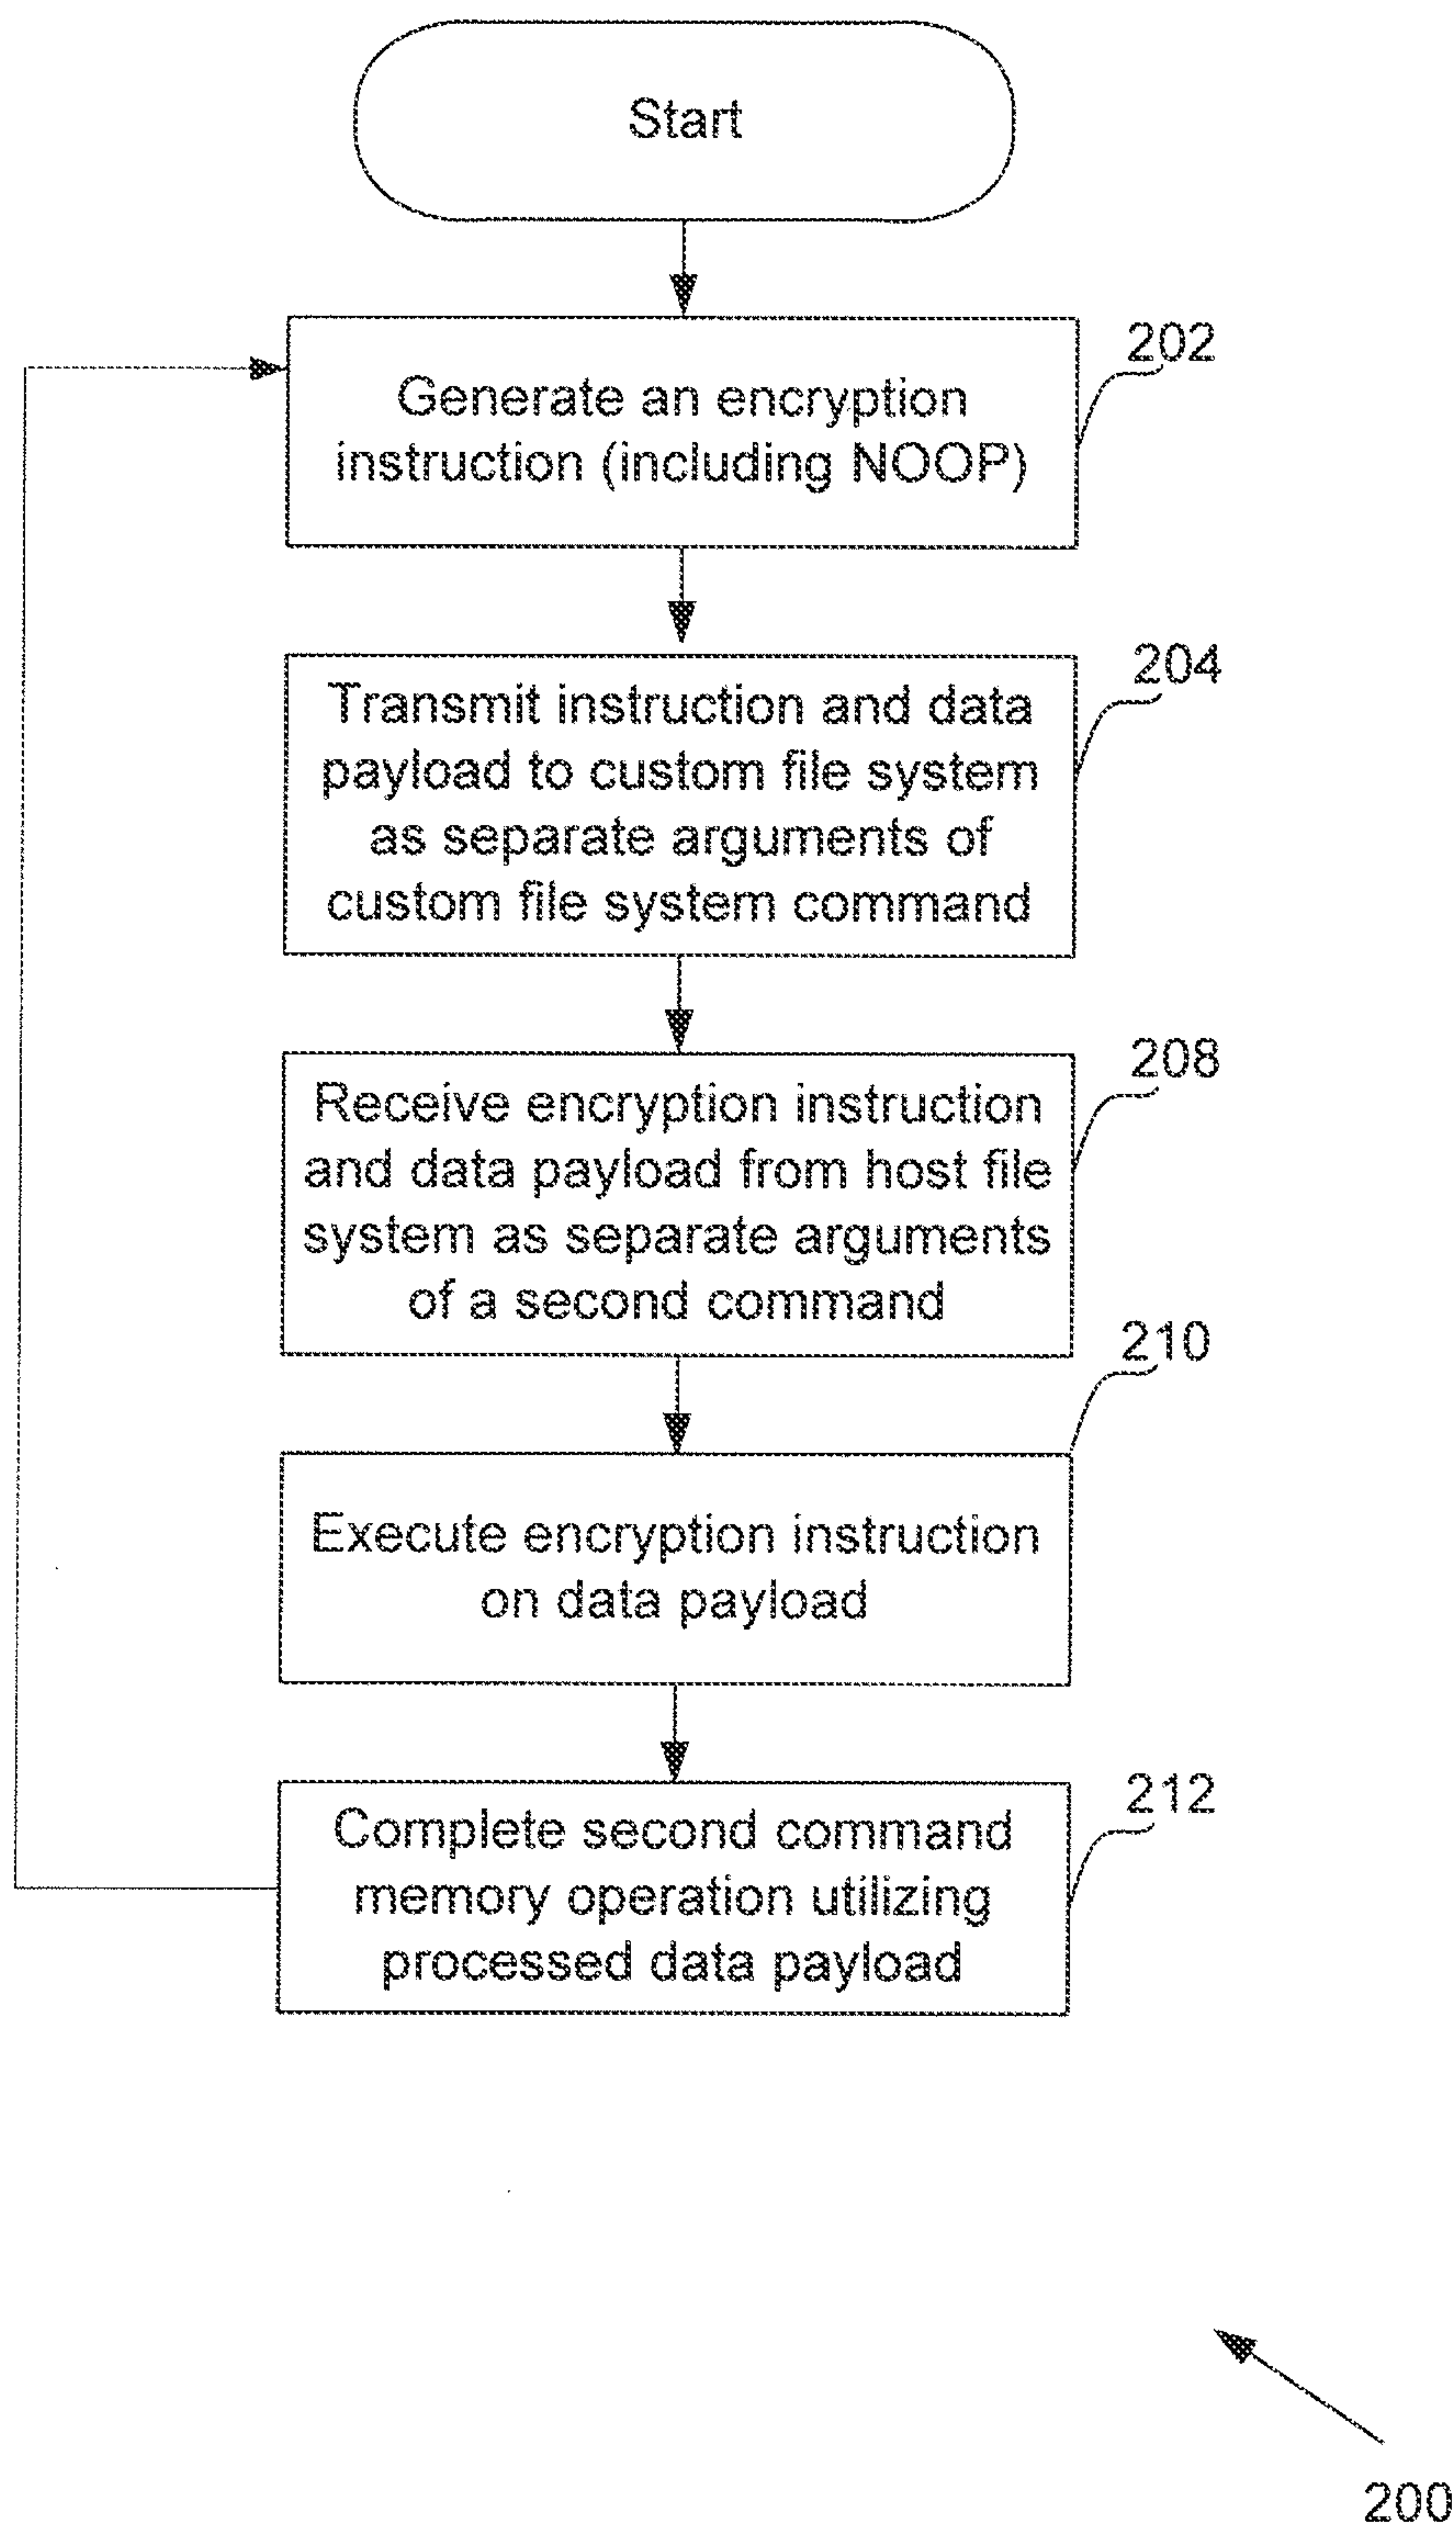 Start
202
Generate an encryption
instruction (including NOOP)
204
Transmit instruction and data
payload to custom file system
as separate arguments of
custom file system command
208
Receive encryption instruction
and data payload from host file
system as separate arguments
of a second command
210
Execute encryption instruction
on data payload
212
Complete second command
memory operation utilizing
processed data payload
200